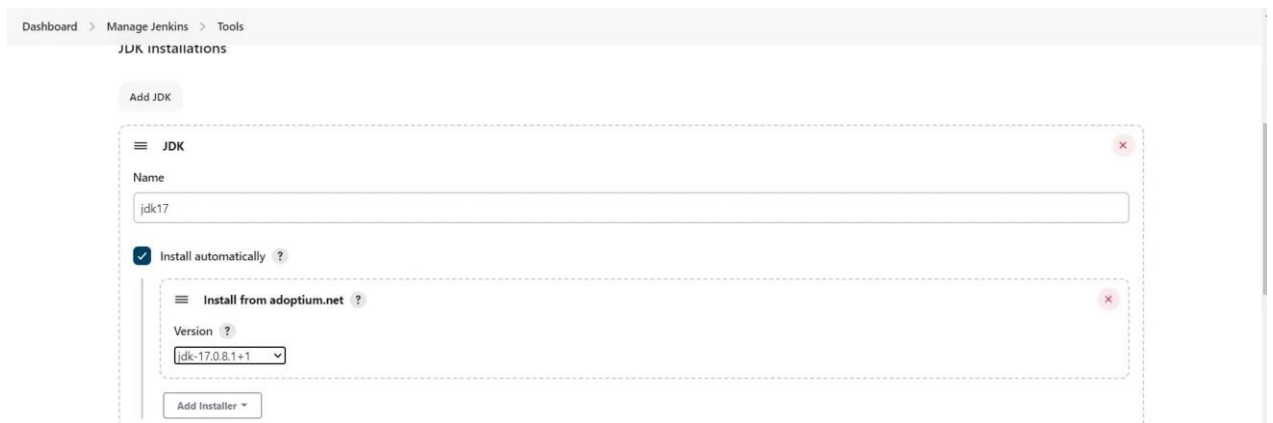 Dashboard > Manage Jenkins > Tools
JDK installations
Add JDK
JDK
Name
jdk17
Install automatically ?
Install from adoptium.net ?
Version ?
jdk-17.0.8.1+1
Add Installer